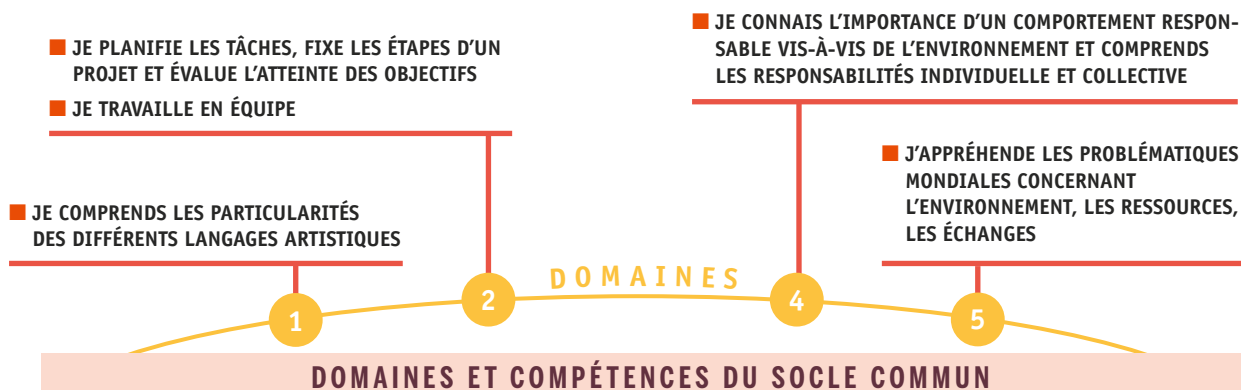 JE PLANIFIE LES TÂCHES, FIXE LES ÉTAPES D'UN
PROJET ET ÉVALUE L'ATTEINTE DES OBJECTIFS
JE TRAVAILLE EN ÉQUIPE
JE CONNAIS L'IMPORTANCE D'UN COMPORTEMENT RESPON-
SABLE VIS-À-VIS DE L'ENVIRONNEMENT ET COMPRENDS
LES RESPONSABILITÉS INDIVIDUELLE ET COLLECTIVE
JE COMPRENDS LES PARTICULARITÉS
DES DIFFÉRENTS LANGAGES ARTISTIQUES
J'APPRÉHENDE LES PROBLÉMATIQUES
MONDIALES CONCERNANT
L'ENVIRONNEMENT, LES RESSOURCES,
LES ÉCHANGES
DOMAINES
1
2
4
5
DOMAINES ET COMPÉTENCES DU SOCLE COMMUN